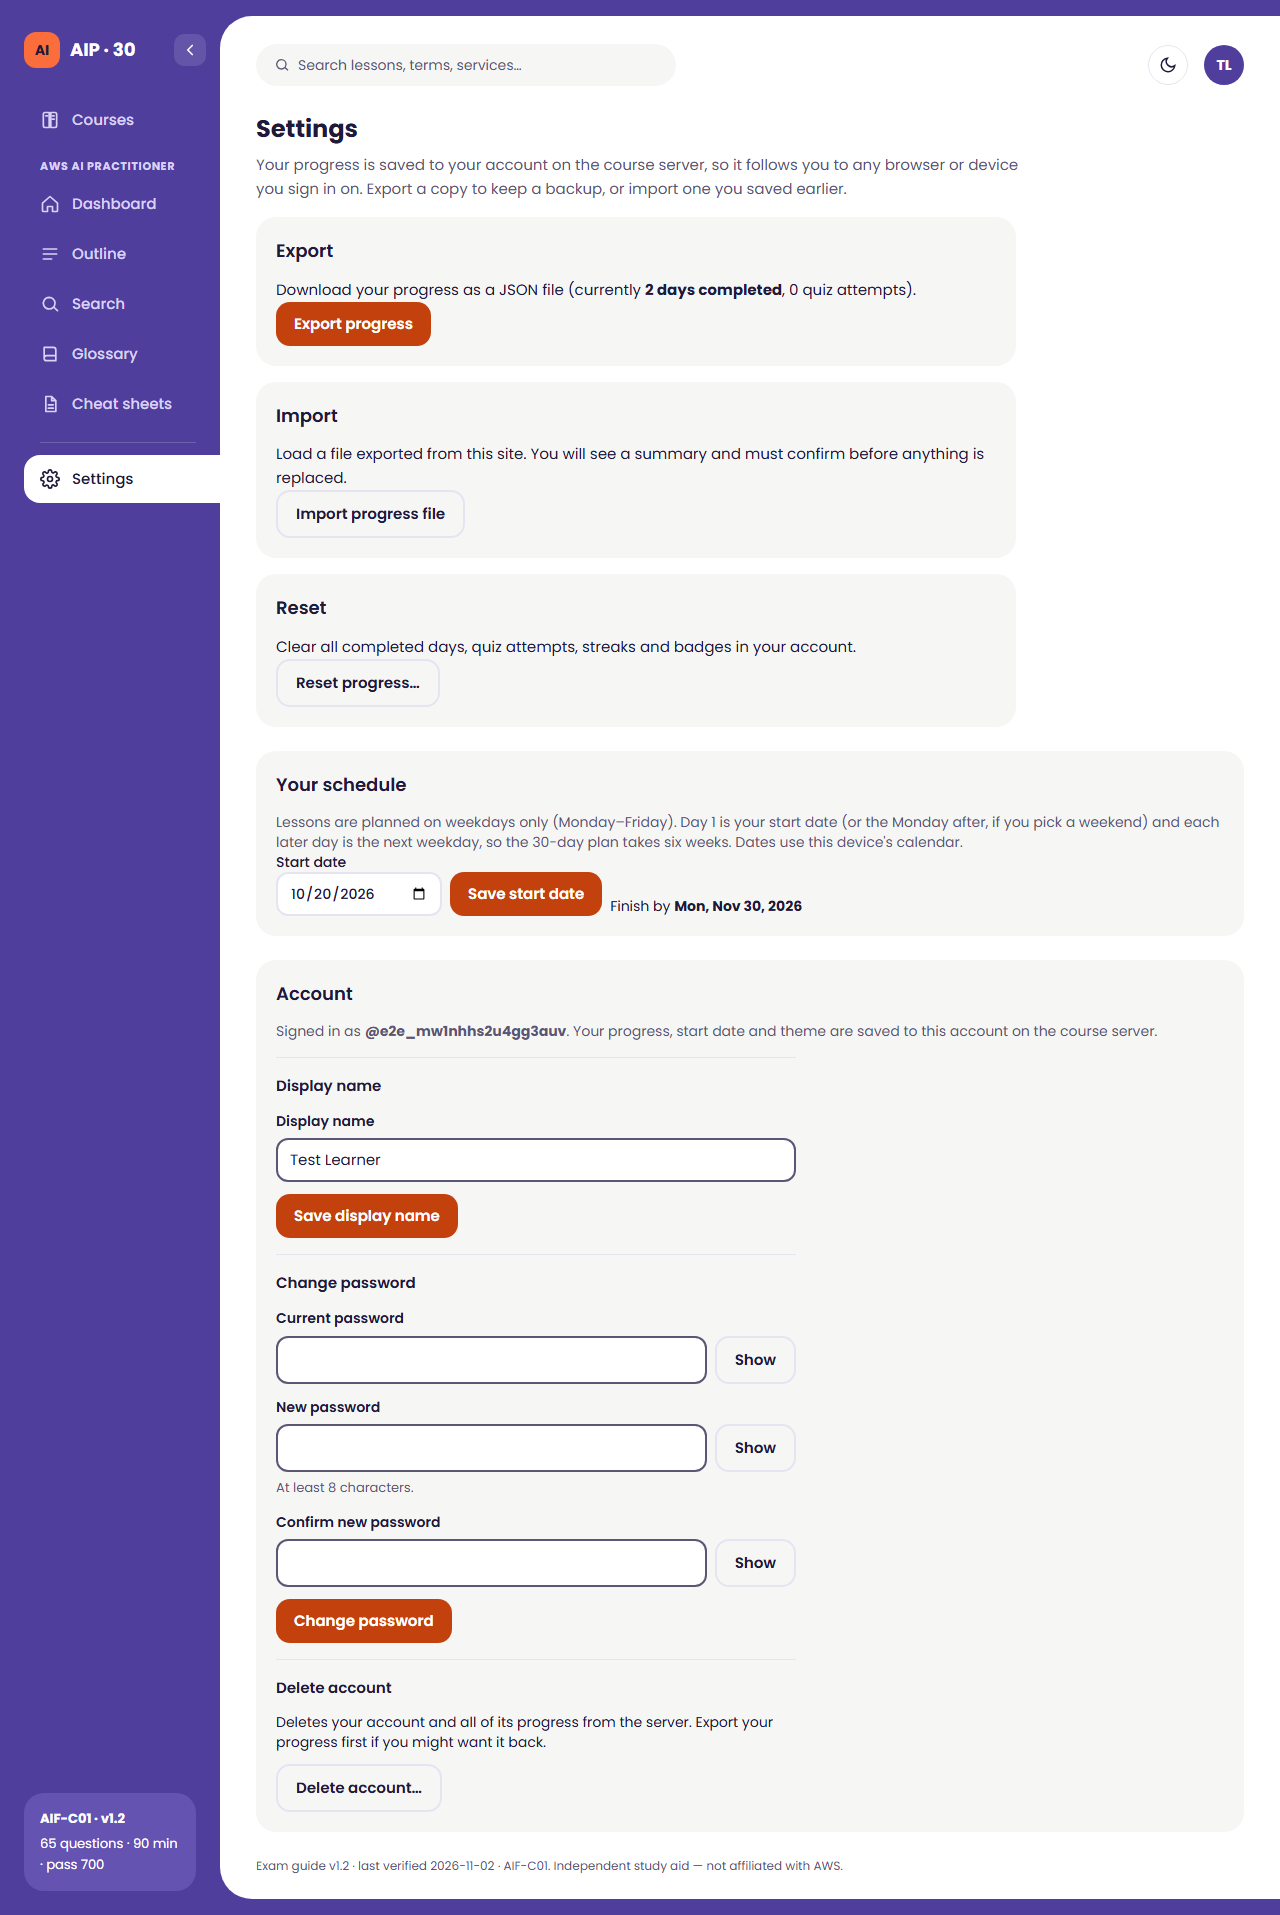 AI
AIP · 30
Courses
AWS AI PRACTITIONER
Dashboard
Outline
Search
Glossary
Cheat sheets
Settings
AIF-C01 · v1.2
65 questions · 90 min
· pass 700
Search lessons, terms, services...
TL
Settings
Your progress is saved to your account on the course server, so it follows you to any browser or device
you sign in on. Export a copy to keep a backup, or import one you saved earlier.
Export
Download your progress as a JSON file (currently 2 days completed, 0 quiz attempts).
Export progress
Import
Load a file exported from this site. You will see a summary and must confirm before anything is
replaced.
Import progress file
Reset
Clear all completed days, quiz attempts, streaks and badges in your account.
Reset progress...
Your schedule
Lessons are planned on weekdays only (Monday–Friday). Day 1 is your start date (or the Monday after, if you pick a weekend) and each
later day is the next weekday, so the 30-day plan takes six weeks. Dates use this device's calendar.
Start date
10/20/2026
Save start date
Finish by Mon, Nov 30, 2026
Account
Signed in as @e2e_mw1nhhs2u4gg3auv. Your progress, start date and theme are saved to this account on the course server.
Display name
Display name
Test Learner
Save display name
Change password
Current password
Show
New password
Show
At least 8 characters.
Confirm new password
Show
Change password
Delete account
Deletes your account and all of its progress from the server. Export your
progress first if you might want it back.
Delete account...
Exam guide v1.2 · last verified 2026-11-02 · AIF-C01. Independent study aid — not affiliated with AWS.